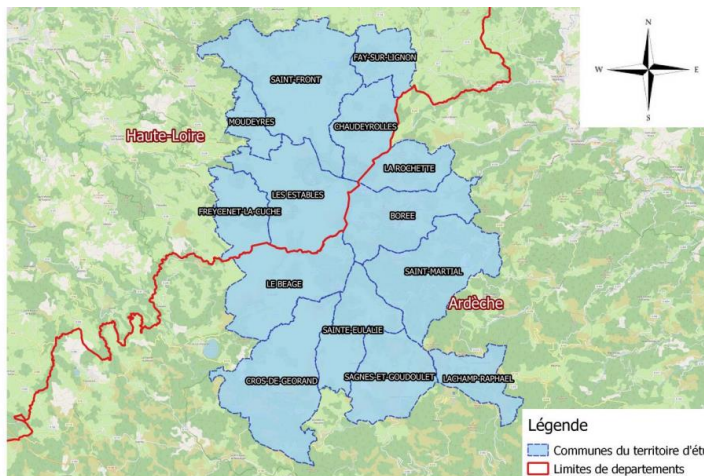 N
W
E
S
FAY-SUR-LIGNON
SAINT-FRONT
MOUDEYRES
CHAUDEYROLLES
Haute-Loire
LA ROCHETTE
LES ESTABLES
FREYCENET-LA-CUCHE
BOREE
SAINT-MARTIAL
LE BEAGE
Ardèche
SAINTE-EULALIE
CROS-DE-GEORAND
SAGNES-ET-GOUDOULET
LACHAMP-RAPHAEL
Légende
Communes du territoire d'étu
Limites de departements